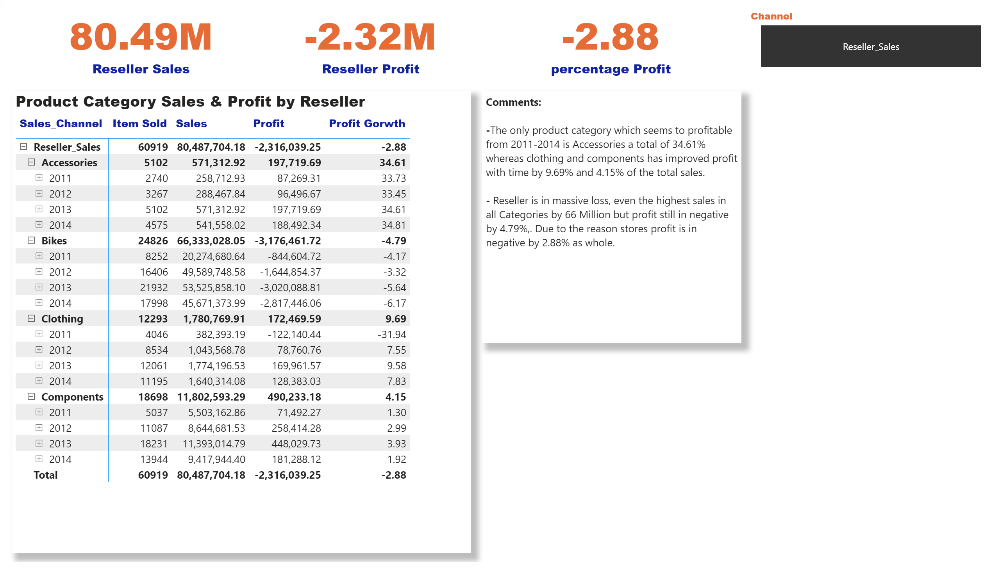 80.49M
Reseller Sales
-2.32M
Reseller Profit
-2.88
percentage Profit
Channel
Reseller_Sales
Product Category Sales & Profit by Reseller
Sales_Channel Item Sold Sales Profit Profit Gorwth
Reseller_Sales 60919 80,487,704.18 -2,316,039.25 -2.88
Accessories 5102 571,312.92 197,719.69 34.61
2011 2740 258,712.93 87,269.31 33.73
2012 3267 288,467.84 96,496.67 33.45
2013 5102 571,312.92 197,719.69 34.61
2014 4575 541,558.02 188,492.34 34.81
Bikes 24826 66,333,028.05 -3,176,461.72 -4.79
2011 8252 20,274,680.64 -844,604.72 -4.17
2012 16406 49,589,748.58 -1,644,854.37 -3.32
2013 21932 53,525,858.10 -3,020,088.81 -5.64
2014 17998 45,671,373.99 -2,817,446.06 -6.17
Clothing 12293 1,780,769.91 172,469.59 9.69
2011 4046 382,393.19 -122,140.44 -31.94
2012 8534 1,043,568.78 78,760.76 7.55
2013 12061 1,774,196.53 169,961.57 9.58
2014 11195 1,640,314.08 128,383.03 7.83
Components 18698 11,802,593.29 490,233.18 4.15
2011 5037 5,503,162.86 71,492.27 1.30
2012 11087 8,644,681.53 258,414.28 2.99
2013 18231 11,393,014.79 448,029.73 3.93
2014 13944 9,417,944.40 181,288.12 1.92
Total 60919 80,487,704.18 -2,316,039.25 -2.88
Comments:
-The only product category which seems to profitable
from 2011-2014 is Accessories a total of 34.61%
whereas clothing and components has improved profit
with time by 9.69% and 4.15% of the total sales.
- Reseller is in massive loss, even the highest sales in
all Categories by 66 Million but profit still in negative
by 4.79%,. Due to the reason stores profit is in
negative by 2.88% as whole.